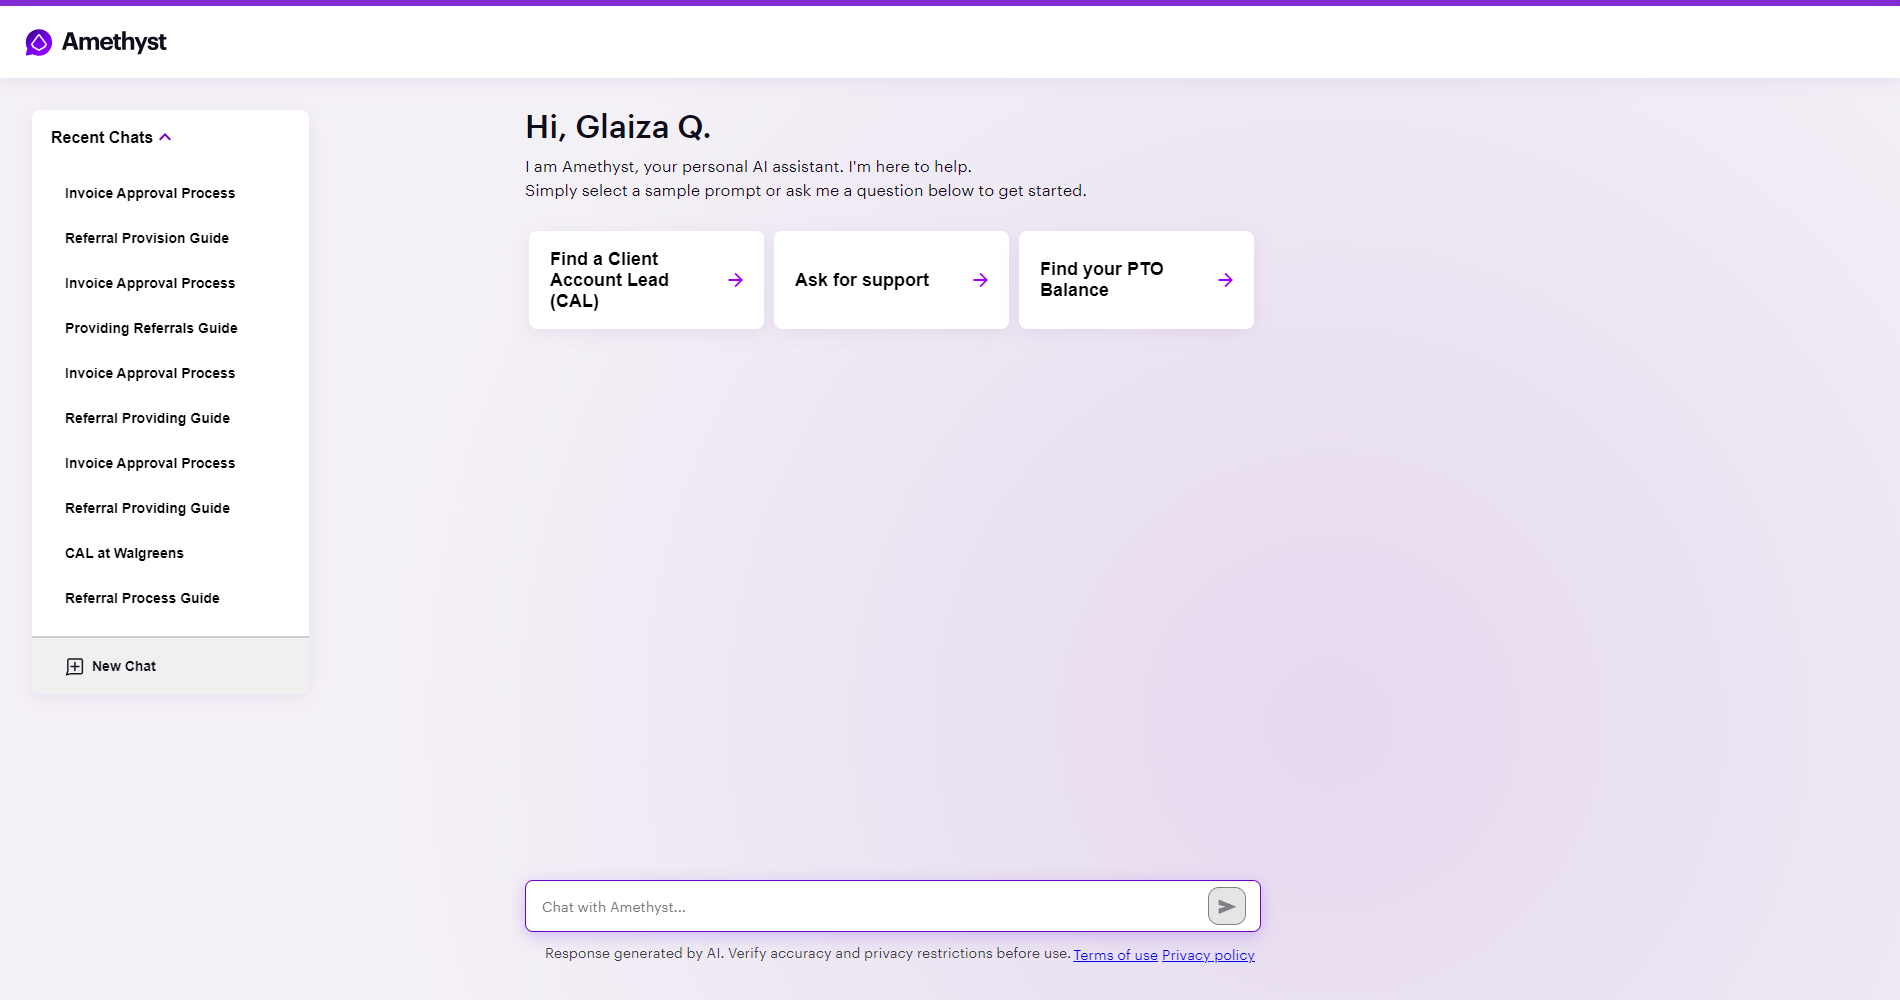 Amethyst
Recent Chats
Invoice Approval Process
Referral Provision Guide
Invoice Approval Process
Providing Referrals Guide
Invoice Approval Process
Referral Providing Guide
Invoice Approval Process
Referral Providing Guide
CAL at Walgreens
Referral Process Guide
New Chat
Hi, Glaiza Q.
I am Amethyst, your personal AI assistant. I'm here to help.
Simply select a sample prompt or ask me a question below to get started.
Find a Client
Account Lead
(CAL)
Ask for support
Find your PTO
Balance
Chat with Amethyst...
Response generated by AI. Verify accuracy and privacy restrictions before use. Terms of use Privacy policy